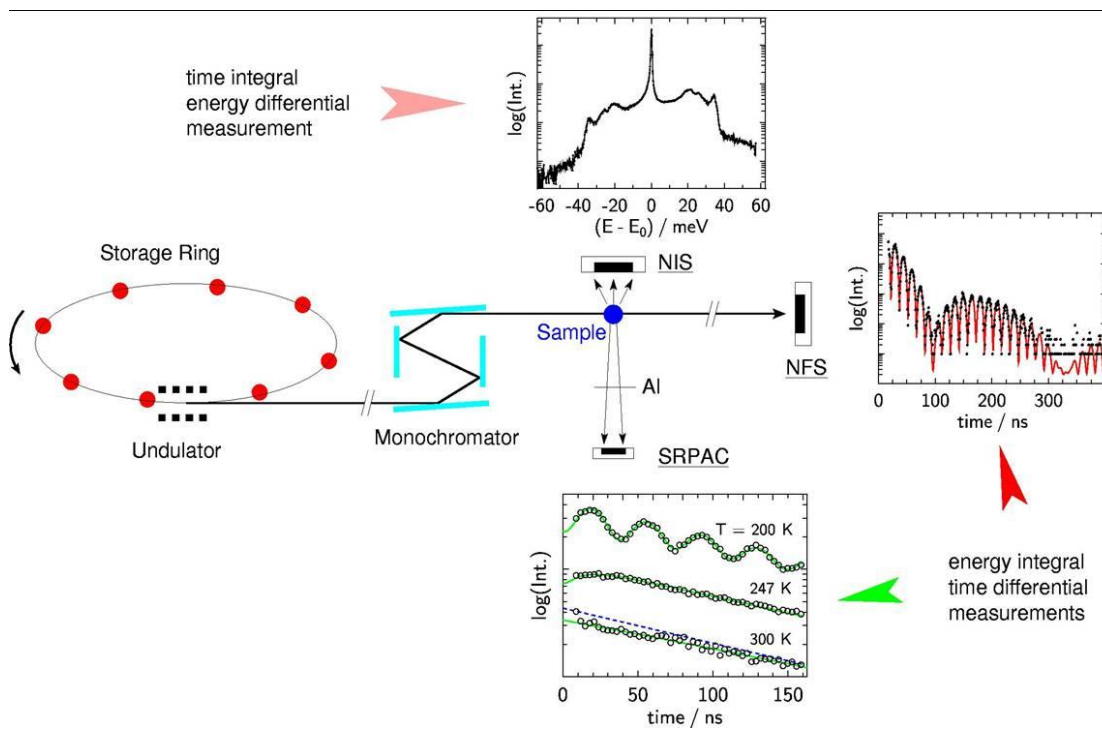 time integral
energy differential
measurement
log(Int.)
-60 -40 -20 0 20 40 60
(E - E₀) / meV
Storage Ring
Undulator
Monochromator
NIS
Sample
Al
SRPAC
NFS
log(Int.)
0 100 200 300
time / ns
log(Int.)
T = 200 K
247 K
300 K
0 50 100 150
time / ns
energy integral
time differential
measurements